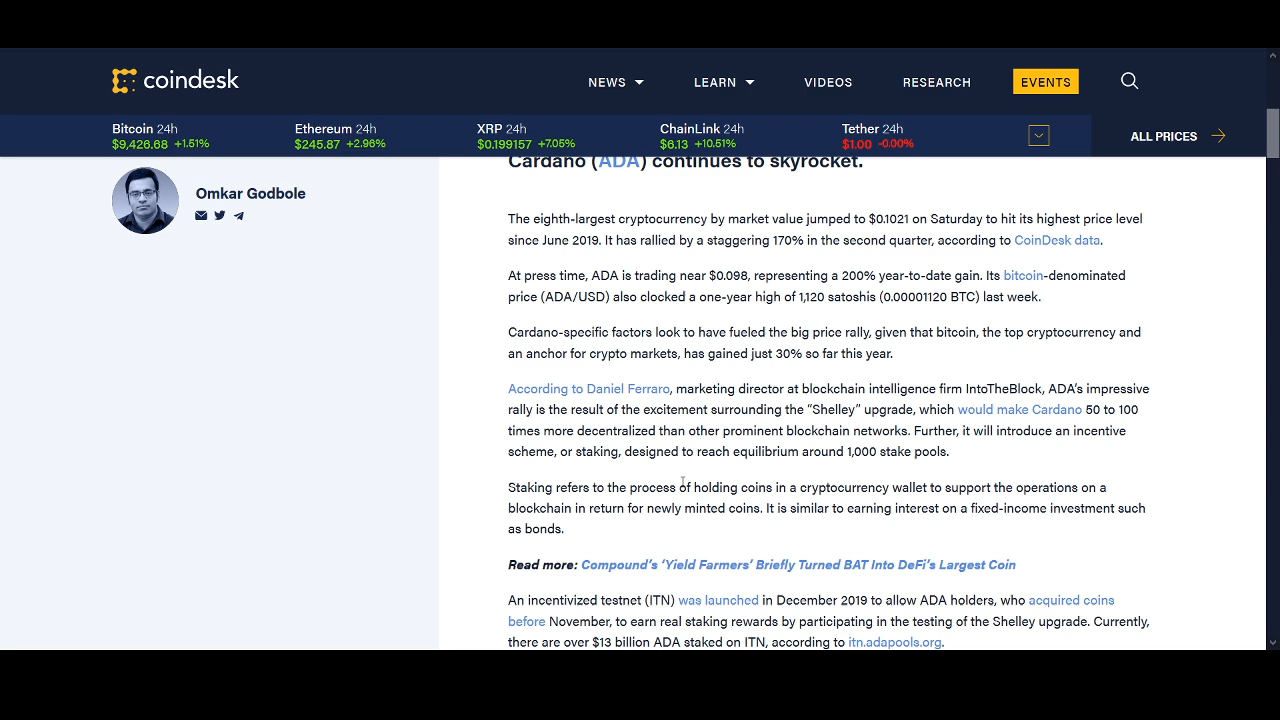 coindesk
NEWS
LEARN
VIDEOS
RESEARCH
EVENTS
Bitcoin 24h
$9,426.68 +1.51%
Ethereum 24h
$245.87 +2.96%
XRP 24h
$0.199157 +7.05%
ChainLink 24h
$6.13 +10.51%
Tether 24h
$1.00 -0.00%
ALL PRICES
Omkar Godbole
Cardano (ADA) continues to skyrocket.
The eighth-largest cryptocurrency by market value jumped to $0.1021 on Saturday to hit its highest price level
since June 2019. It has rallied by a staggering 170% in the second quarter, according to CoinDesk data.
At press time, ADA is trading near $0.098, representing a 200% year-to-date gain. Its bitcoin-denominated
price (ADA/USD) also clocked a one-year high of 1,120 satoshis (0.00001120 BTC) last week.
Cardano-specific factors look to have fueled the big price rally, given that bitcoin, the top cryptocurrency and
an anchor for crypto markets, has gained just 30% so far this year.
According to Daniel Ferraro, marketing director at blockchain intelligence firm IntoTheBlock, ADA's impressive
rally is the result of the excitement surrounding the “Shelley” upgrade, which would make Cardano 50 to 100
times more decentralized than other prominent blockchain networks. Further, it will introduce an incentive
scheme, or staking, designed to reach equilibrium around 1,000 stake pools.
Staking refers to the process of holding coins in a cryptocurrency wallet to support the operations on a
blockchain in return for newly minted coins. It is similar to earning interest on a fixed-income investment such
as bonds.
Read more: Compound's ‘Yield Farmers’ Briefly Turned BAT Into DeFi's Largest Coin
An incentivized testnet (ITN) was launched in December 2019 to allow ADA holders, who acquired coins
before November, to earn real staking rewards by participating in the testing of the Shelley upgrade. Currently,
there are over $13 billion ADA staked on ITN, according to itn.adapools.org.